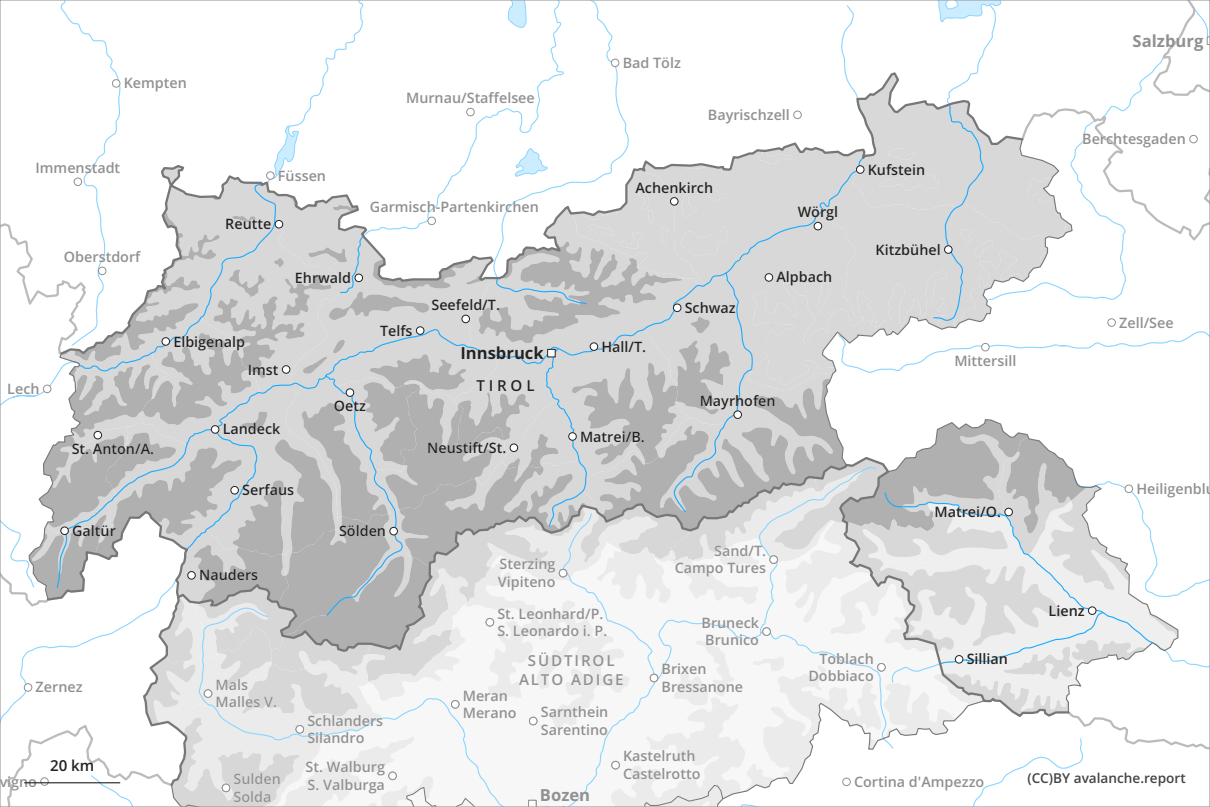 Salzburg
Bad Tölz
Kempten
Murnau/Staffelsee
Bayrischzell
Berchtesgaden
Immenstadt
Füssen
Kufstein
Achenkirch
Garmisch-Partenkirchen
Wörgl
Reutte
Kitzbühel
Oberstdorf
Ehrwald
Alpbach
Seefeld/T.
Schwaz
Zell/See
Telfs
Elbigenalp
Innsbruck
Hall/T.
Mittersill
Imst
TIROL
Lech
Oetz
Mayrhofen
Landeck
Matrei/B.
St. Anton/A.
Neustift/St.
Serfaus
Heiligenblu
Matrei/O.
Galtür
Sölden
Sand/T.
Campo Tures
Sterzing
Vipiteno
Nauders
Lienz
St. Leonhard/P.
S. Leonardo i. P.
Bruneck
Brunico
SÜDTIROL
ALTO ADIGE
Toblach
Dobbiaco
Sillian
Brixen
Bressanone
Zernez
Mals
Malles V.
Meran
Merano
Sarnthein
Sarentino
Schlanders
Silandro
Kastelruth
Castelrotto
St. Walburg
S. Valburga
20 km
vigno
Sulden
Solda
Cortina d'Ampezzo
(CC)BY avalanche.report
Bozen